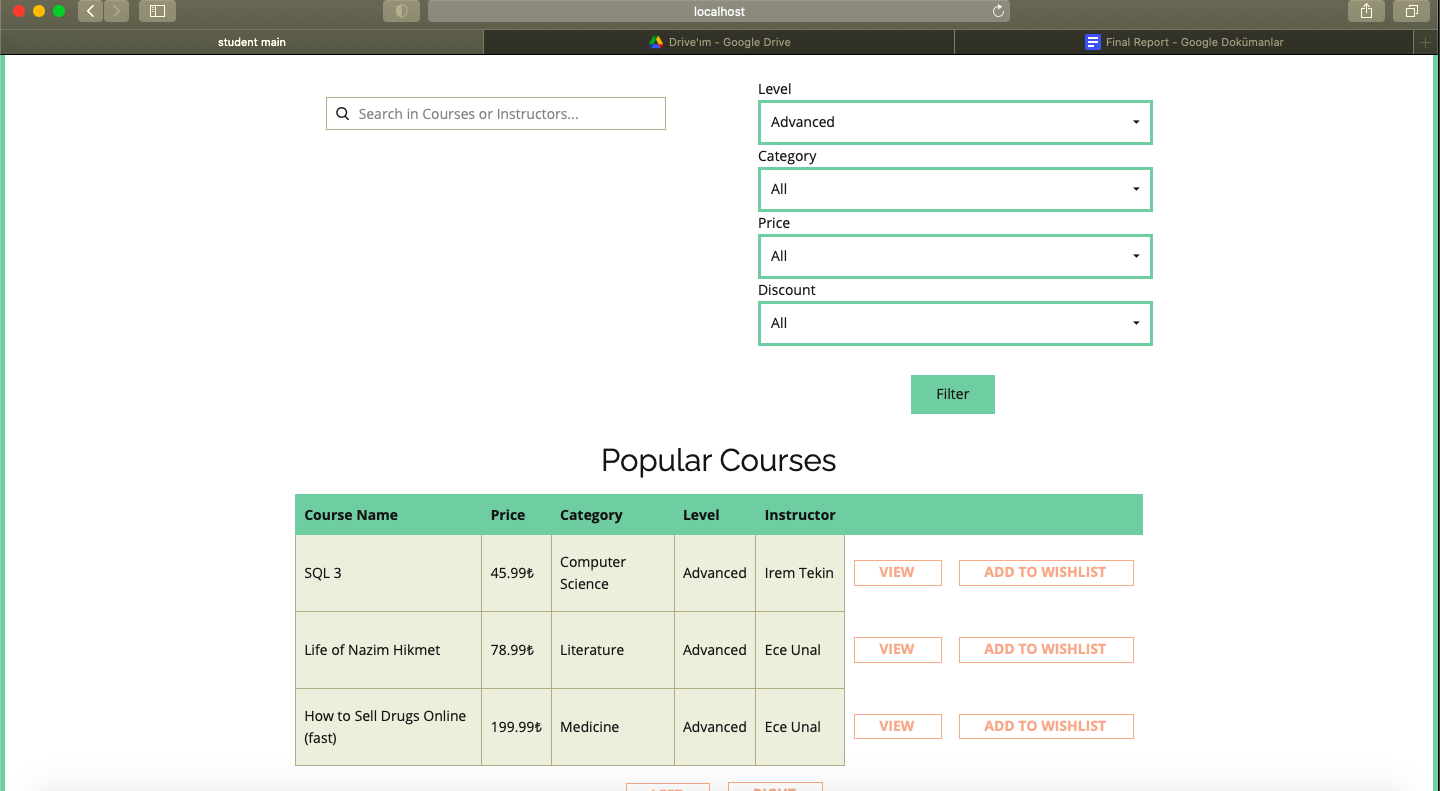 localhost
student main
Drive'ım - Google Drive
Final Report - Google Dokümanlar
Search in Courses or Instructors...
Level
Advanced
Category
All
Price
All
Discount
All
Filter
Popular Courses
Course Name Price Category Level Instructor
SQL 3 45.99₺ Computer Science Advanced Irem Tekin VIEW ADD TO WISHLIST
Life of Nazim Hikmet 78.99₺ Literature Advanced Ece Unal VIEW ADD TO WISHLIST
How to Sell Drugs Online (fast) 199.99₺ Medicine Advanced Ece Unal VIEW ADD TO WISHLIST